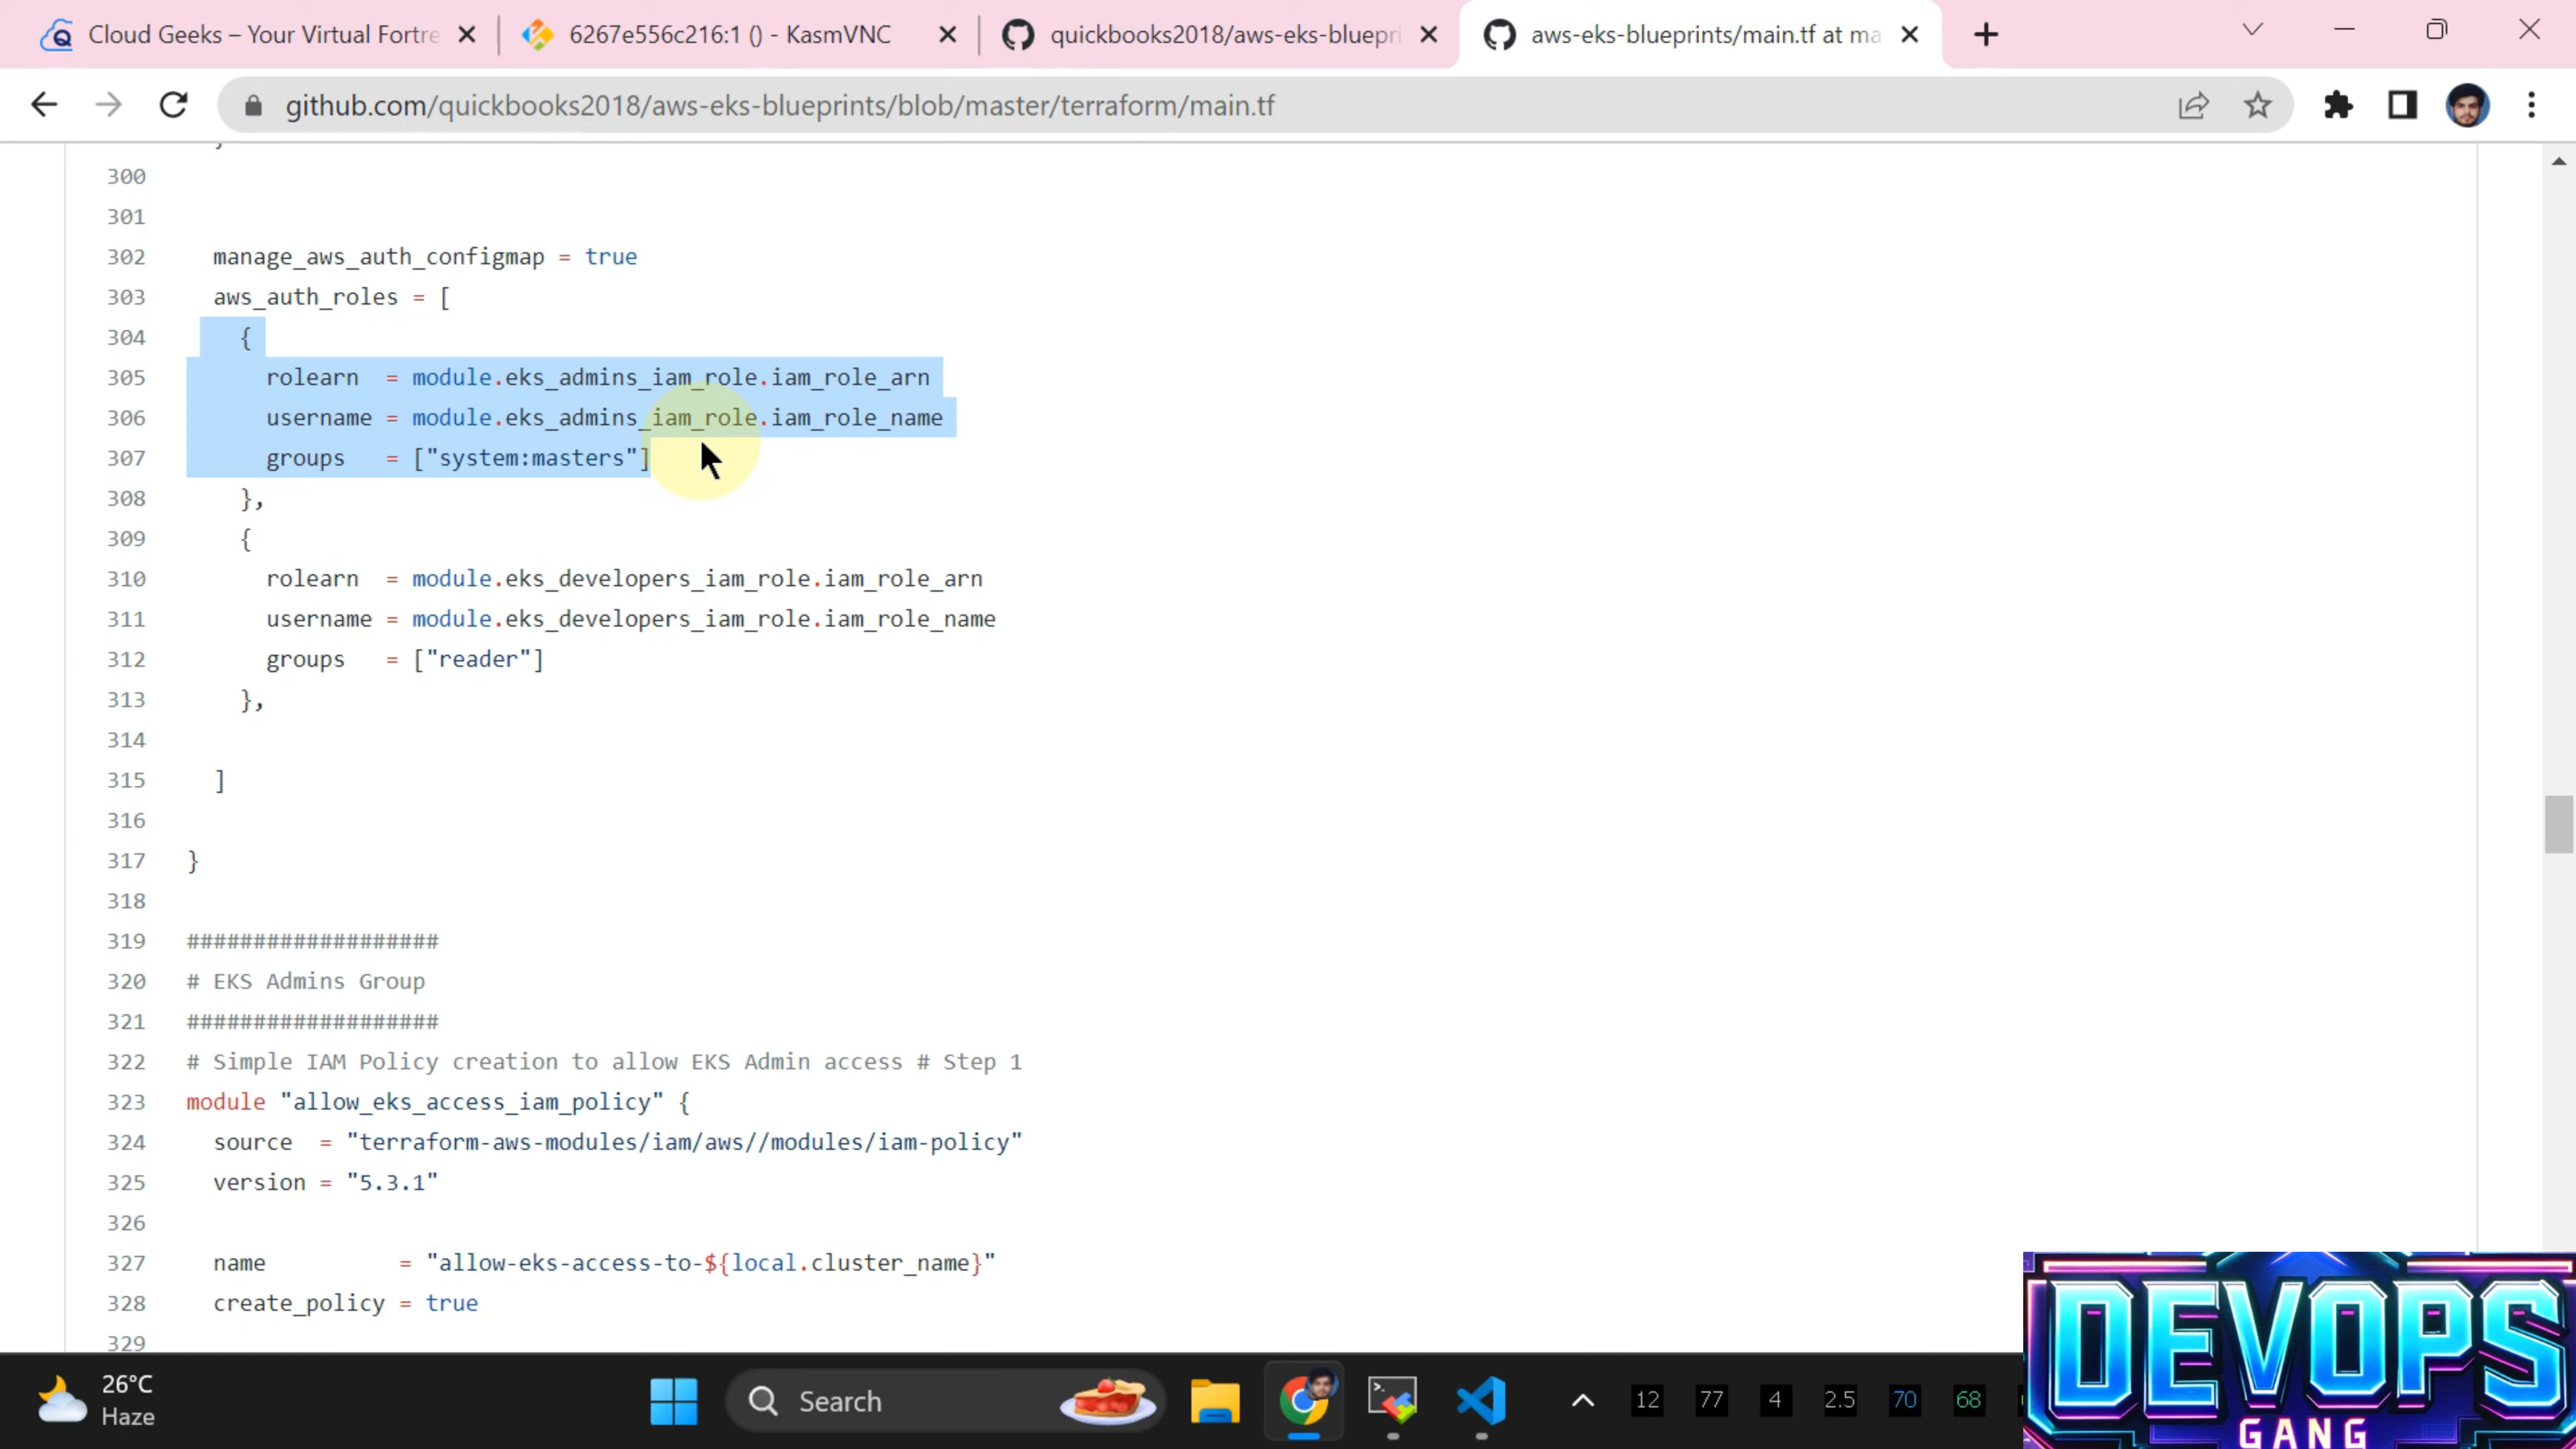 Cloud Geeks – Your Virtual Fortre
6267e556c216:1 () - KasmVNC
quickbooks2018/aws-eks-bluepri
aws-eks-blueprints/main.tf at ma
github.com/quickbooks2018/aws-eks-blueprints/blob/master/terraform/main.tf
300
301
302 manage_aws_auth_configmap = true
303 aws_auth_roles = [
304 {
305 rolearn = module.eks_admins_iam_role.iam_role_arn
306 username = module.eks_admins_iam_role.iam_role_name
307 groups = ["system:masters"]
308 },
309 {
310 rolearn = module.eks_developers_iam_role.iam_role_arn
311 username = module.eks_developers_iam_role.iam_role_name
312 groups = ["reader"]
313 },
314
315 ]
316
317 }
318
319 ###################
320 # EKS Admins Group
321 ###################
322 # Simple IAM Policy creation to allow EKS Admin access # Step 1
323 module "allow_eks_access_iam_policy" {
324 source = "terraform-aws-modules/iam/aws//modules/iam-policy"
325 version = "5.3.1"
326
327 name = "allow-eks-access-to-${local.cluster_name}"
328 create_policy = true
329
26°C
Haze
Search
12 77 4 2.5 70 68
DEVOPS
GANG